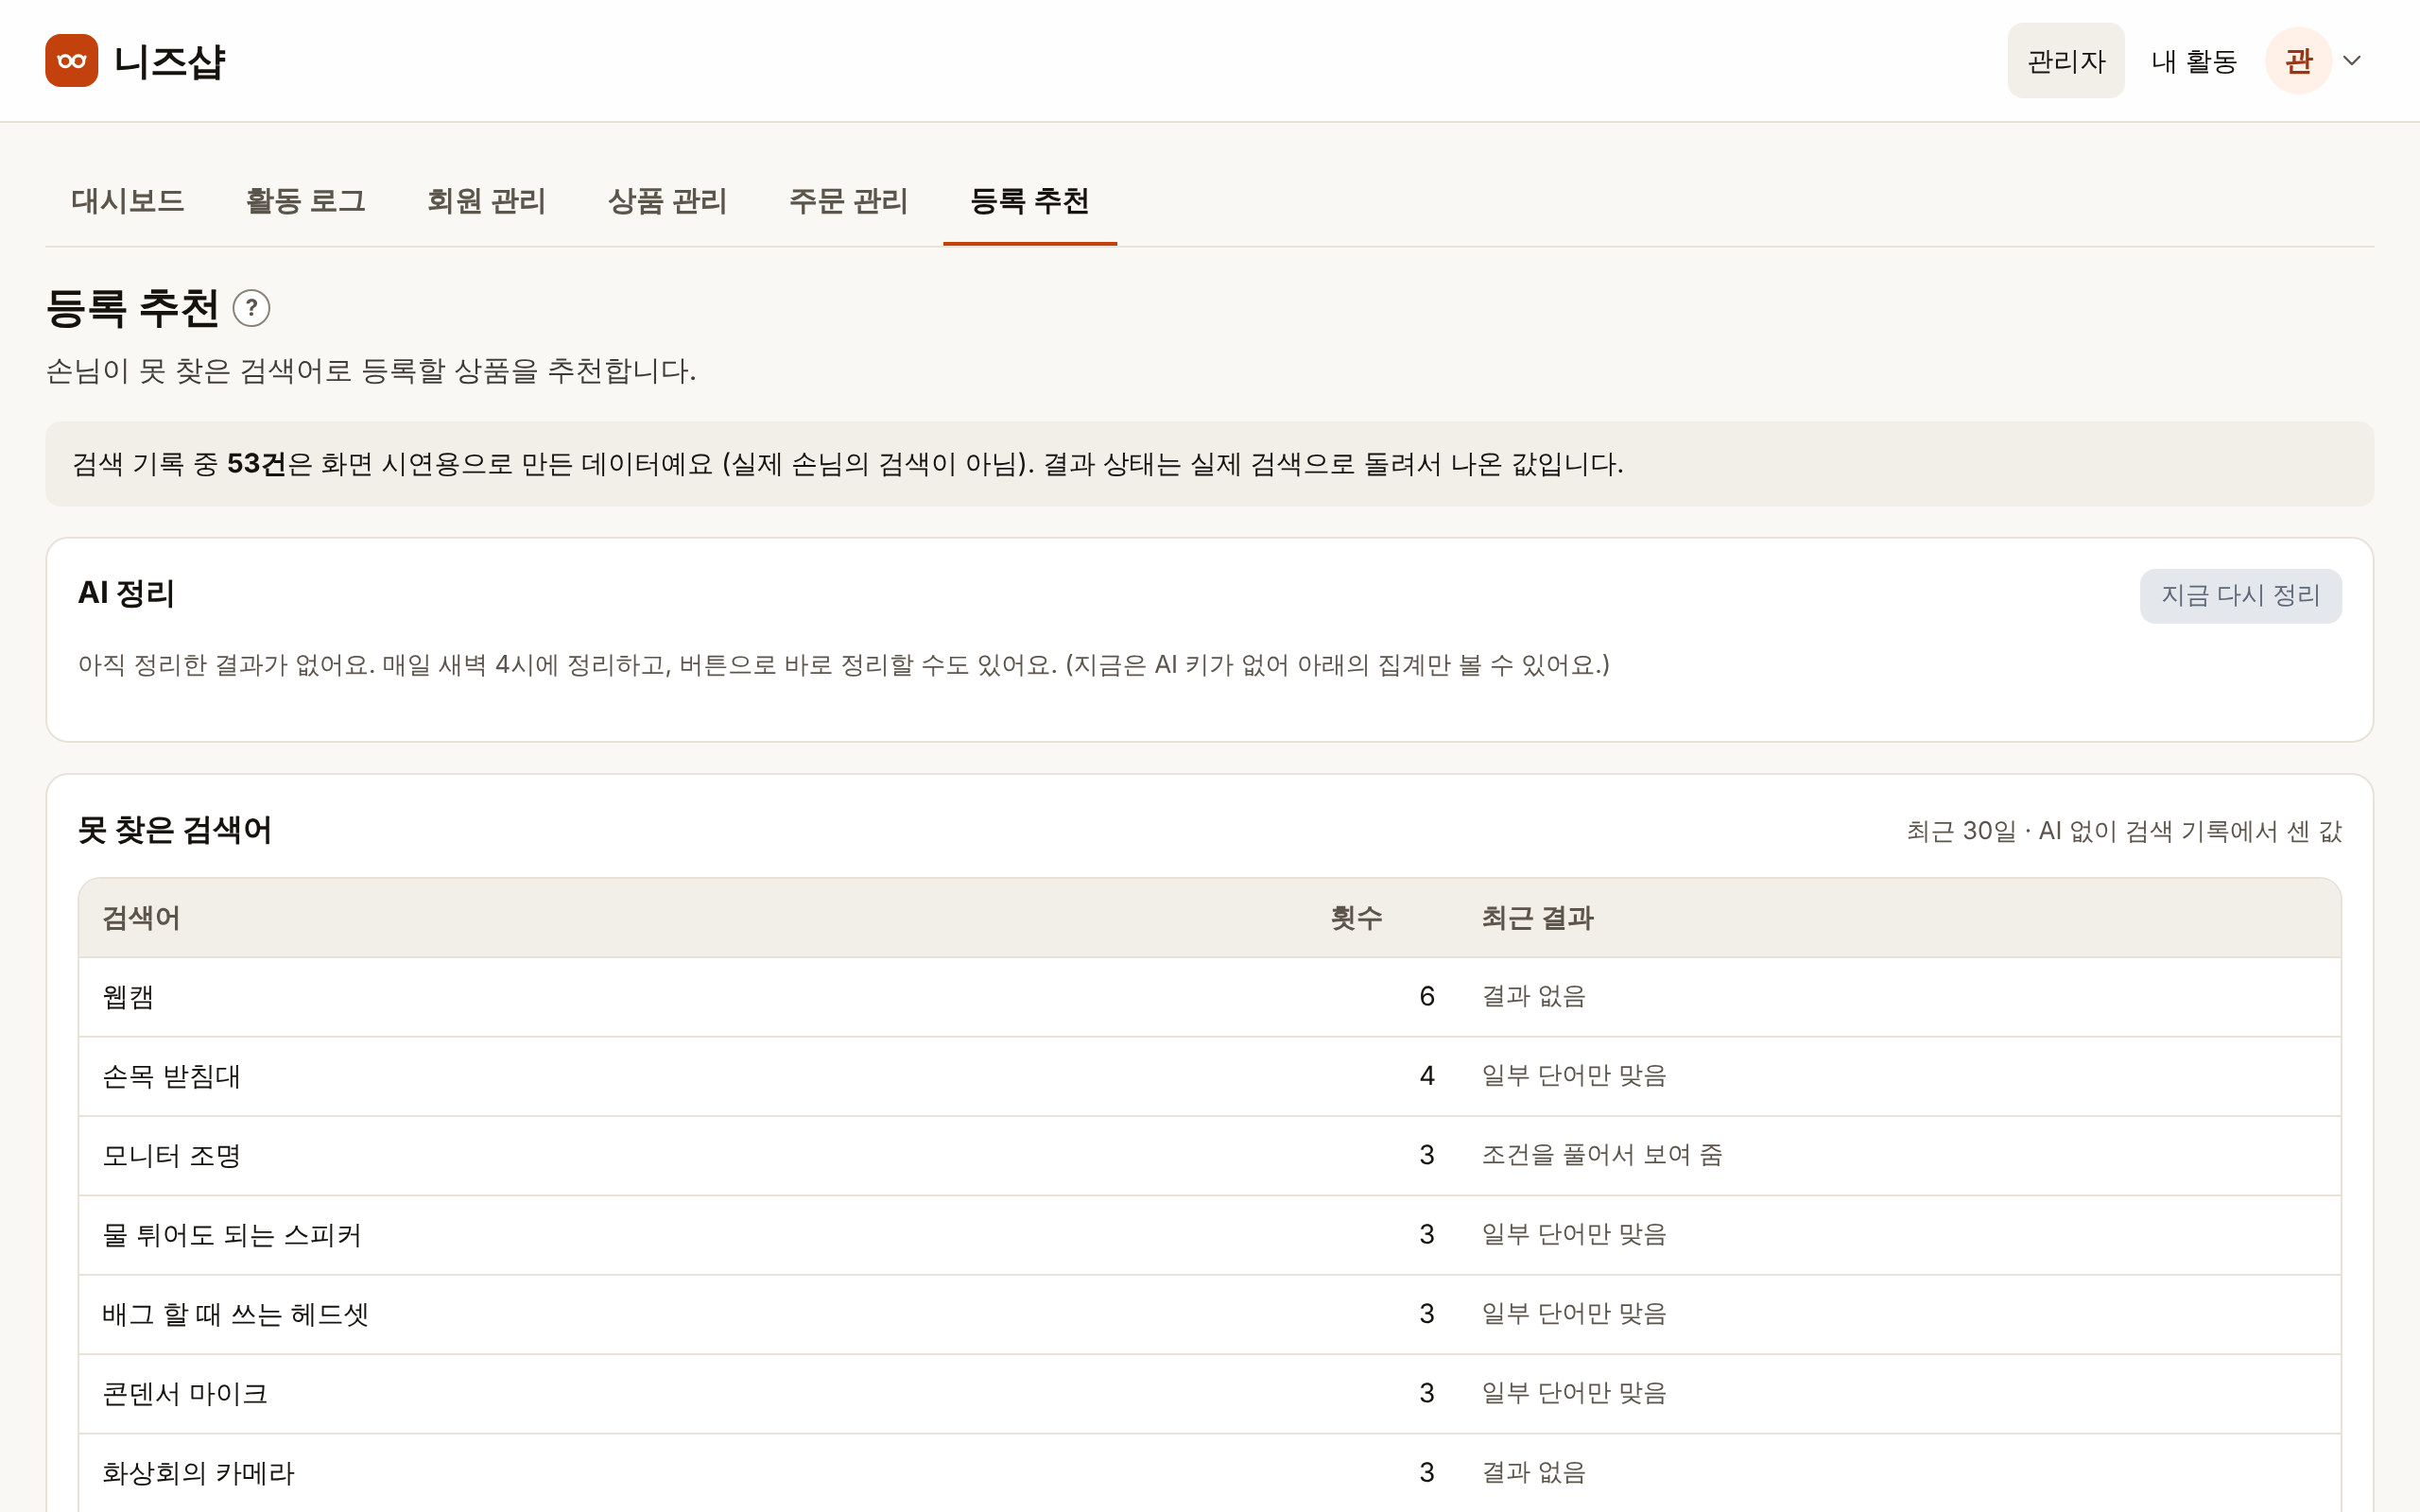 니즈샵
관리자
내 활동
관
대시보드
활동 로그
회원 관리
상품 관리
주문 관리
등록 추천
등록 추천 ?
손님이 못 찾은 검색어로 등록할 상품을 추천합니다.
검색 기록 중 53건은 화면 시연용으로 만든 데이터예요 (실제 손님의 검색이 아님). 결과 상태는 실제 검색으로 돌려서 나온 값입니다.
AI 정리
지금 다시 정리
아직 정리한 결과가 없어요. 매일 새벽 4시에 정리하고, 버튼으로 바로 정리할 수도 있어요. (지금은 AI 키가 없어 아래의 집계만 볼 수 있어요.)
못 찾은 검색어
최근 30일 · AI 없이 검색 기록에서 센 값
검색어 횟수 최근 결과
웹캠 6 결과 없음
손목 받침대 4 일부 단어만 맞음
모니터 조명 3 조건을 풀어서 보여 줌
물 튀어도 되는 스피커 3 일부 단어만 맞음
배그 할 때 쓰는 헤드셋 3 일부 단어만 맞음
콘덴서 마이크 3 일부 단어만 맞음
화상회의 카메라 3 결과 없음